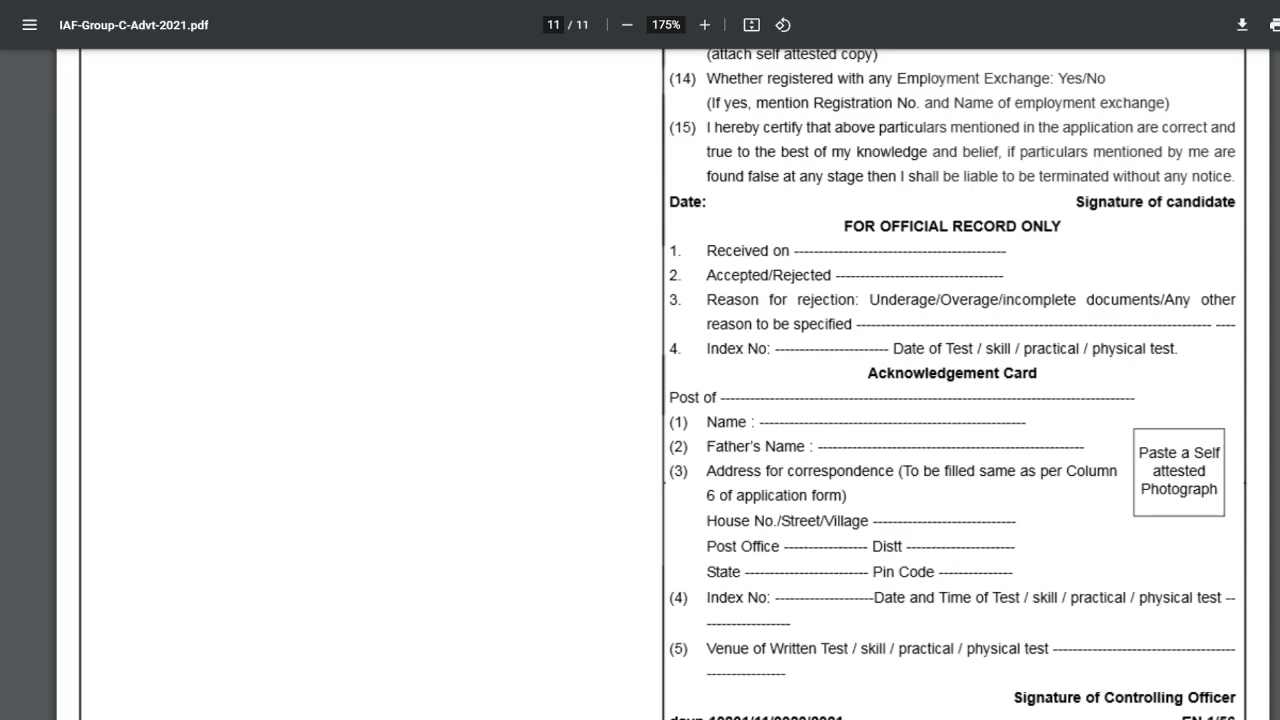 IAF-Group-C-Advt-2021.pdf
11 / 11
175%
(attach self attested copy)
(14) Whether registered with any Employment Exchange: Yes/No
(If yes, mention Registration No. and Name of employment exchange)
(15) I hereby certify that above particulars mentioned in the application are correct and
true to the best of my knowledge and belief, if particulars mentioned by me are
found false at any stage then I shall be liable to be terminated without any notice.
Date: Signature of candidate
FOR OFFICIAL RECORD ONLY
1. Received on -------------------------------------------
2. Accepted/Rejected ----------------------------------
3. Reason for rejection: Underage/Overage/incomplete documents/Any other
reason to be specified ------------------------------------------------------------------------ ----
4. Index No: ----------------------- Date of Test / skill / practical / physical test.
Acknowledgement Card
Post of ------------------------------------------------------------------------------------
(1) Name : ------------------------------------------------------
(2) Father's Name : ------------------------------------------------------
(3) Address for correspondence (To be filled same as per Column
6 of application form)
House No./Street/Village -----------------------------
Post Office ----------------- Distt ----------------------
State ------------------------- Pin Code ---------------
(4) Index No: --------------------Date and Time of Test / skill / practical / physical test --
-----------------
(5) Venue of Written Test / skill / practical / physical test -------------------------------------
----------------
Paste a Self
attested
Photograph
Signature of Controlling Officer